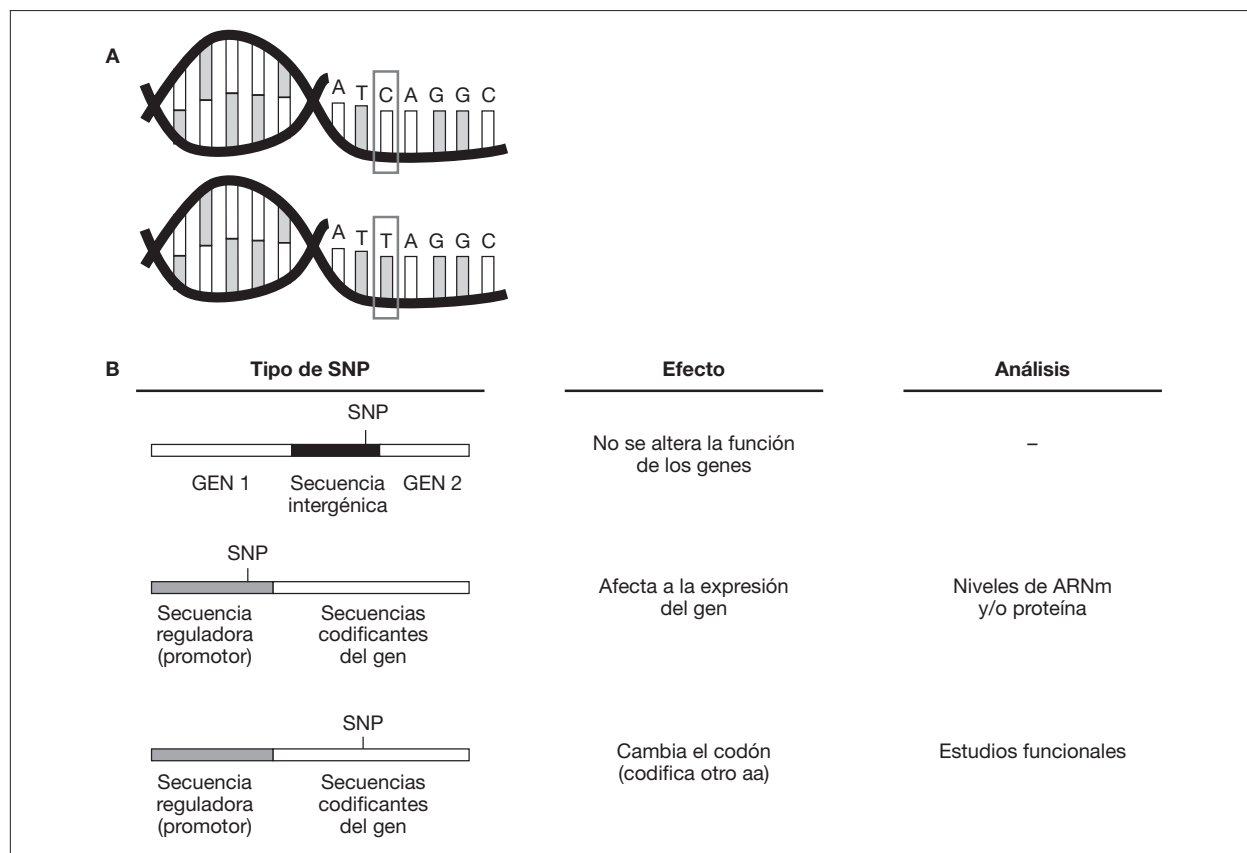 A
A T C A G G C
A T T A G G C
B Tipo de SNP Efecto Análisis
SNP
GEN 1 Secuencia intergénica GEN 2
No se altera la función
de los genes
–
SNP
Secuencia
reguladora
(promotor)
Secuencias
codificantes
del gen
Afecta a la expresión
del gen
Niveles de ARNm
y/o proteína
SNP
Secuencia
reguladora
(promotor)
Secuencias
codificantes
del gen
Cambia el codón
(codifica otro aa)
Estudios funcionales